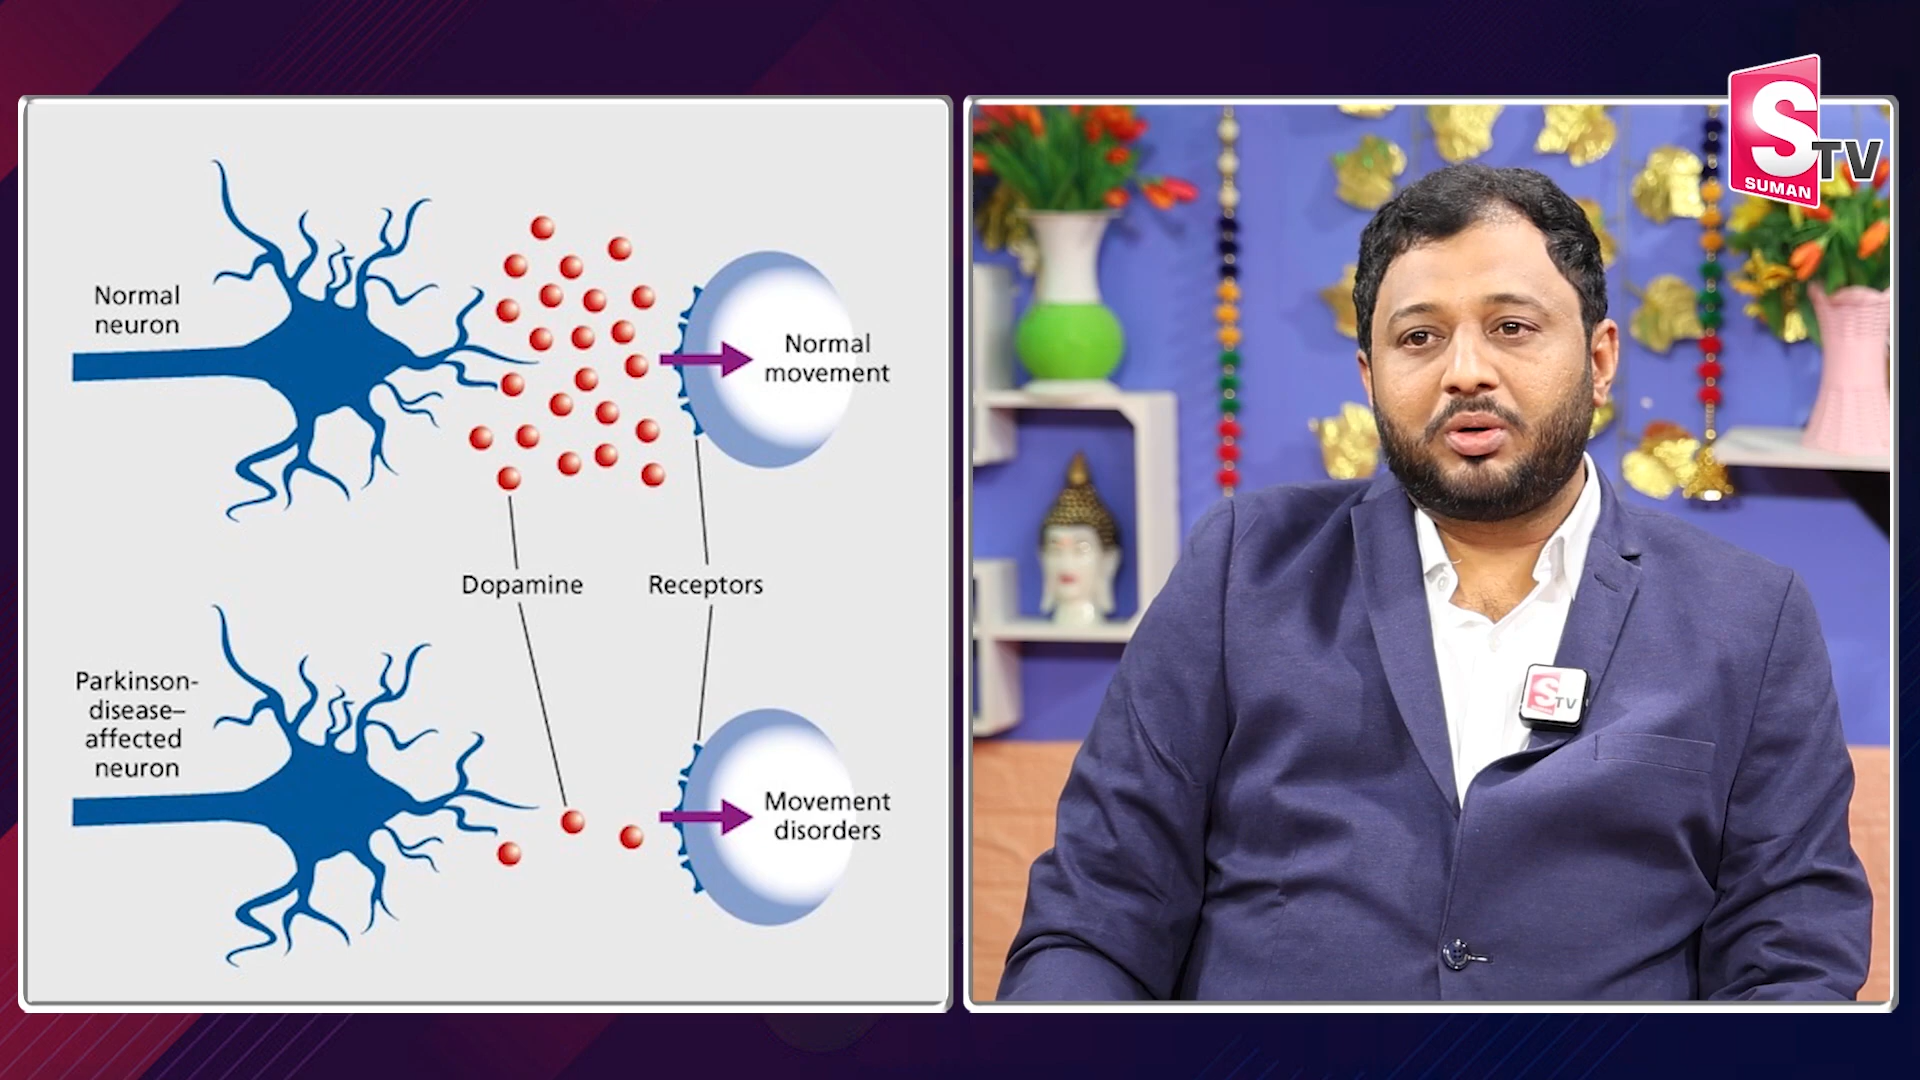 Normal
neuron
Normal
movement
Dopamine
Receptors
Parkinson-
disease–
affected
neuron
Movement
disorders
S TV
SUMAN
S TV